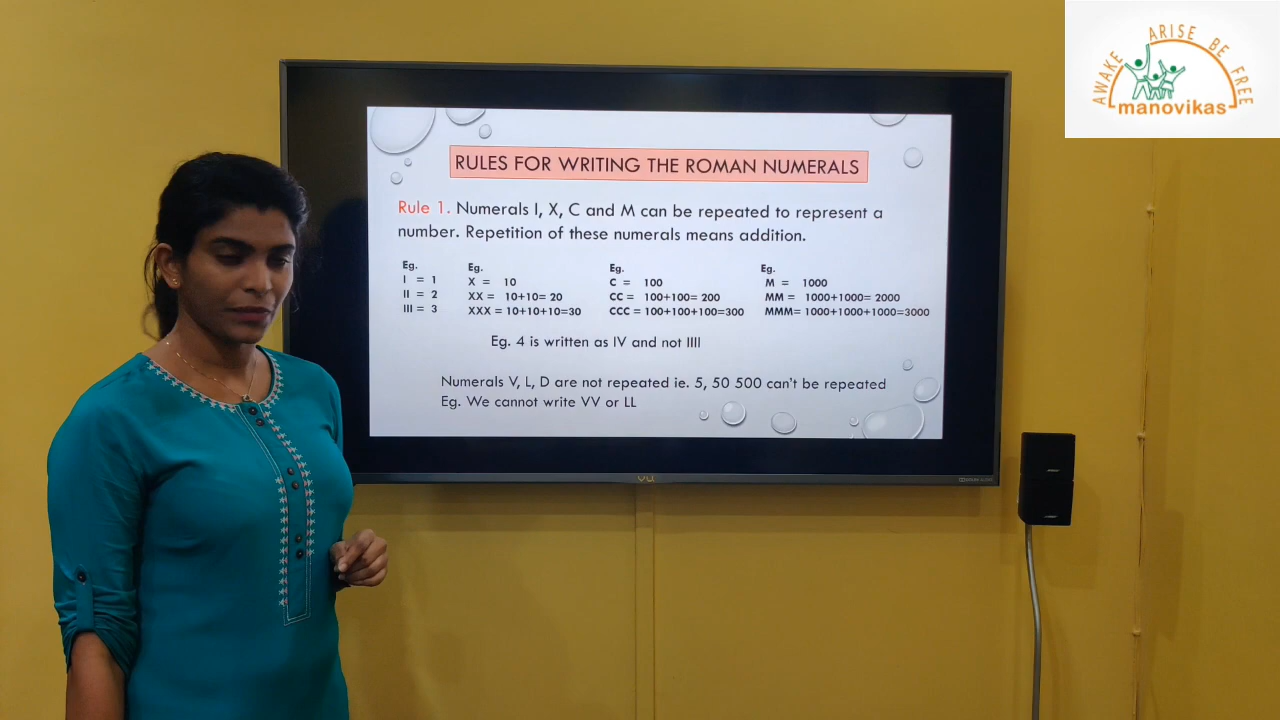 AWAKE ARISE BE FREE
manovikas
RULES FOR WRITING THE ROMAN NUMERALS
Rule 1. Numerals I, X, C and M can be repeated to represent a
number. Repetition of these numerals means addition.
Eg.
I = 1
II = 2
III = 3
Eg.
X = 10
XX = 10+10= 20
XXX = 10+10+10=30
Eg.
C = 100
CC = 100+100= 200
CCC = 100+100+100=300
Eg.
M = 1000
MM = 1000+1000= 2000
MMM= 1000+1000+1000=3000
Eg. 4 is written as IV and not IIII
Numerals V, L, D are not repeated ie. 5, 50 500 can't be repeated
Eg. We cannot write VV or LL